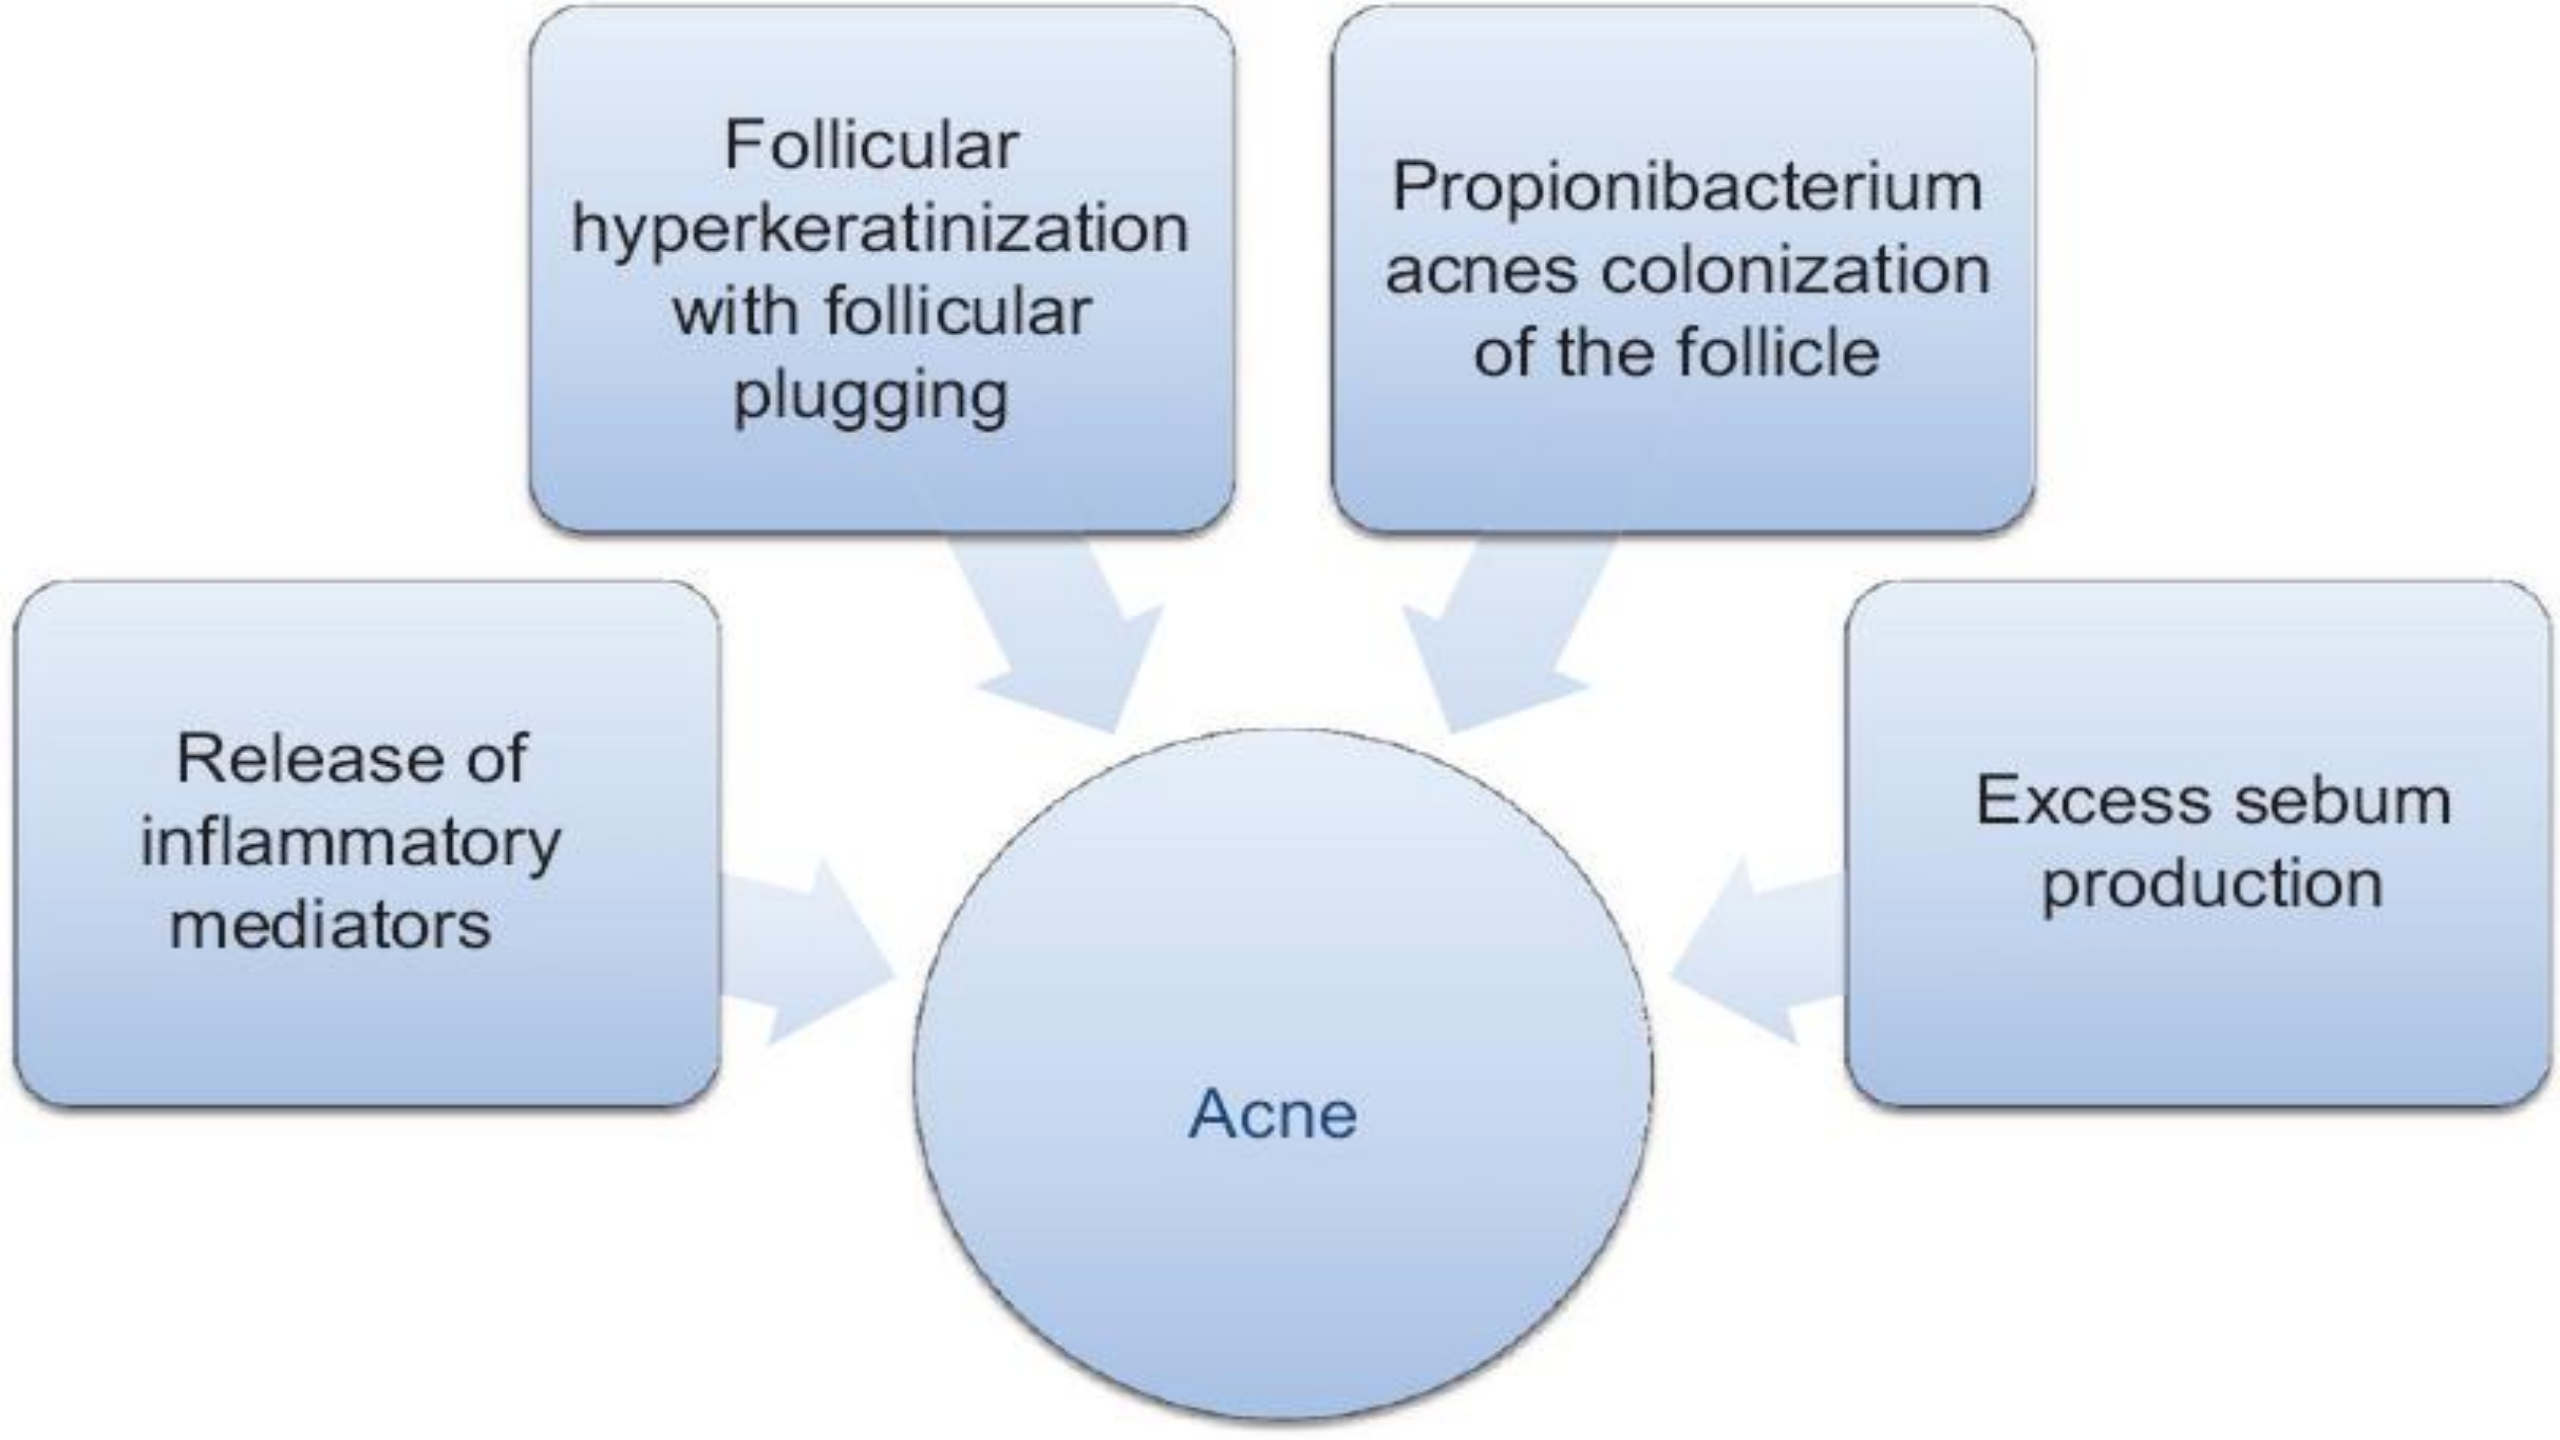 Follicular
hyperkeratinization
with follicular
plugging
Propionibacterium
acnes colonization
of the follicle
Release of
inflammatory
mediators
Excess sebum
production
Acne